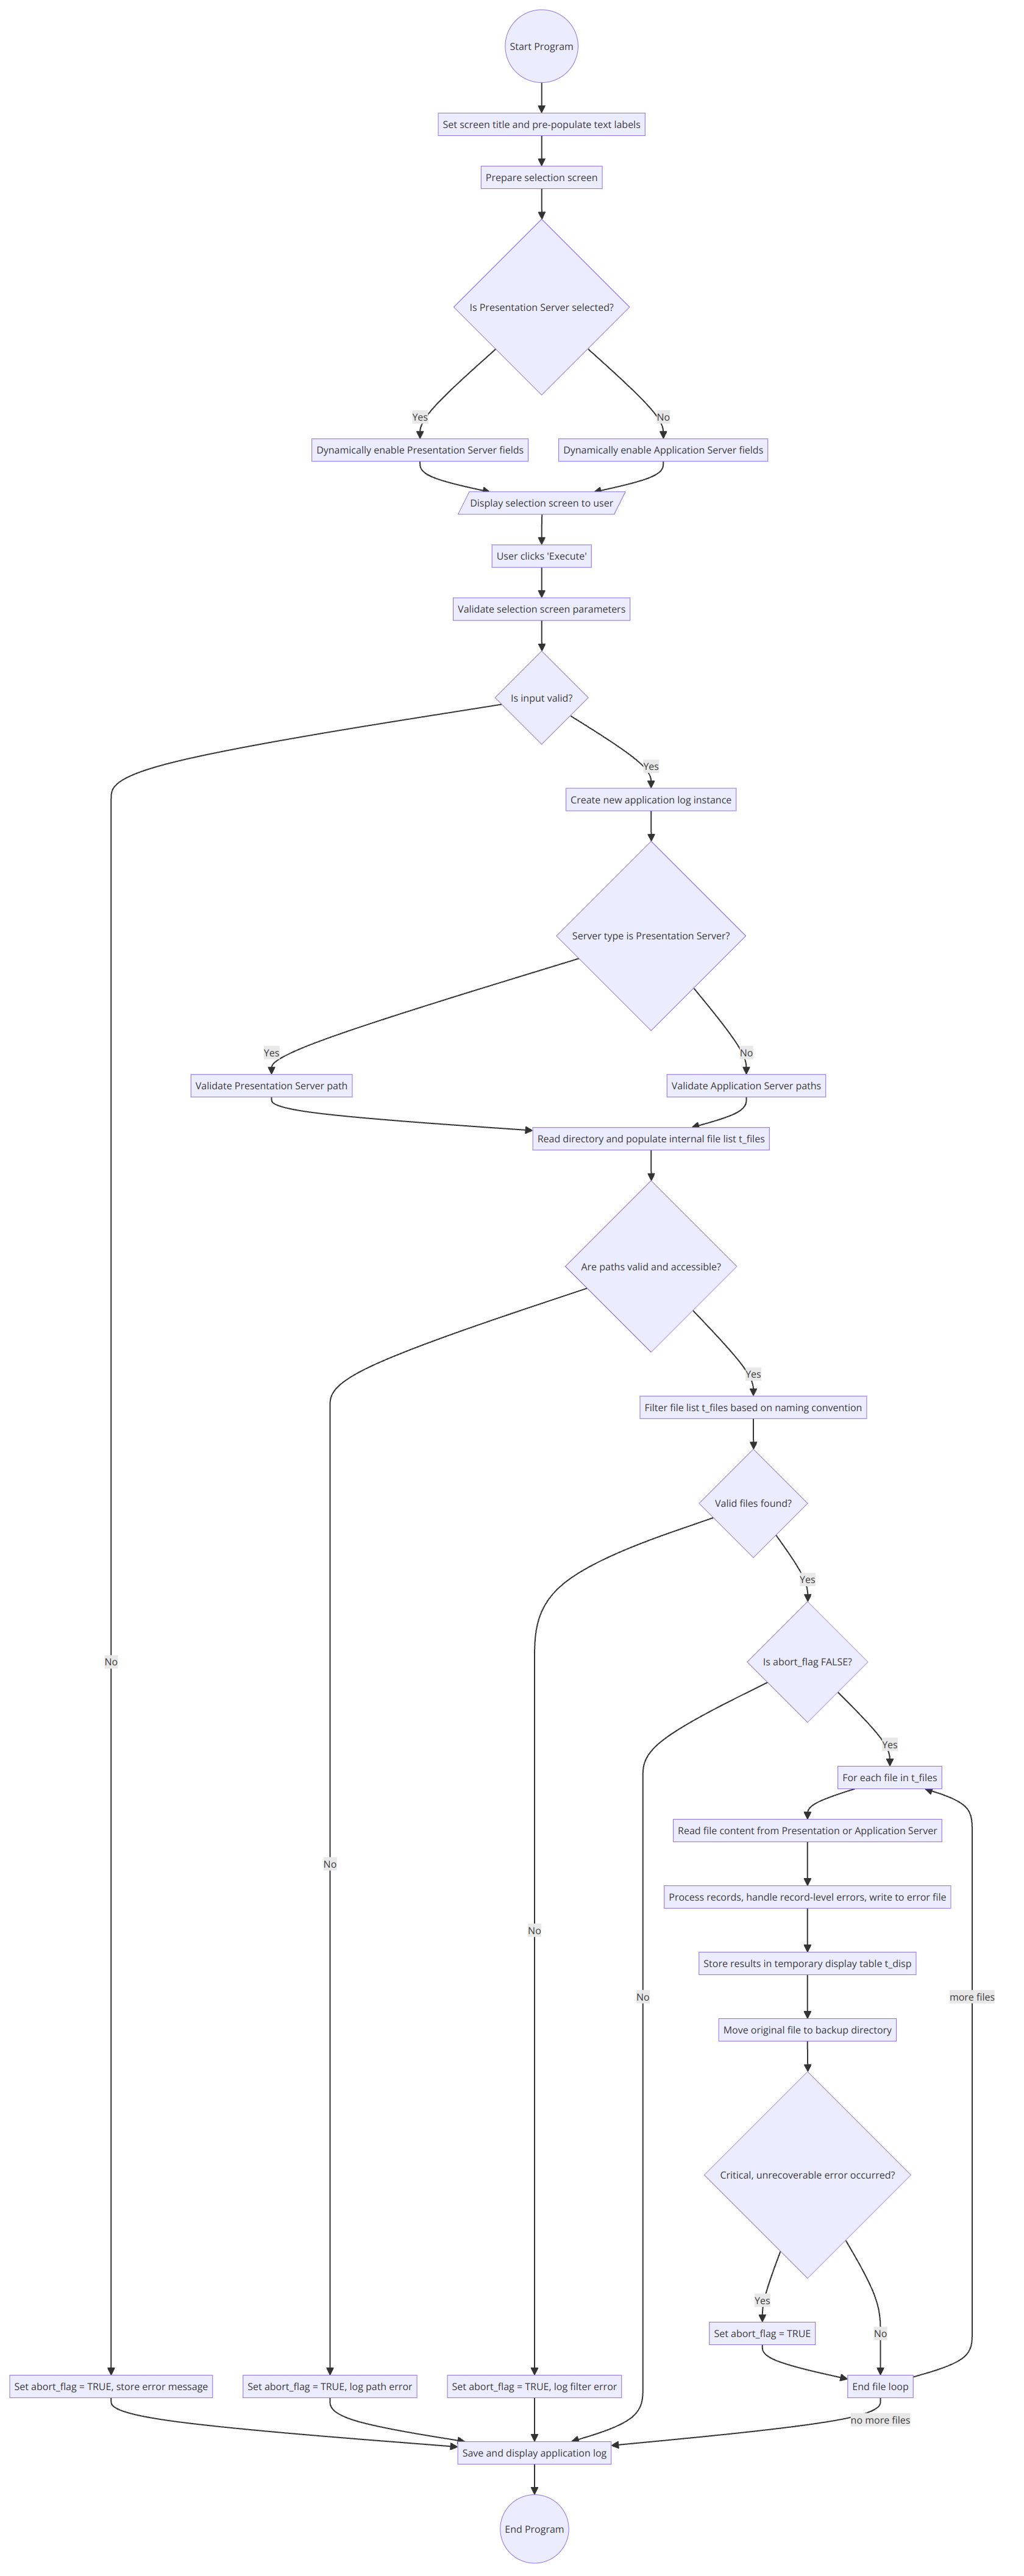 Start Program
Set screen title and pre-populate text labels
Prepare selection screen
Is Presentation Server selected?
Yes
No
Dynamically enable Presentation Server fields
Dynamically enable Application Server fields
Display selection screen to user
User clicks 'Execute'
Validate selection screen parameters
Is input valid?
Yes
Create new application log instance
Server type is Presentation Server?
Yes
No
Validate Presentation Server path
Validate Application Server paths
Read directory and populate internal file list t_files
Are paths valid and accessible?
Yes
Filter file list t_files based on naming convention
Valid files found?
Yes
No
Is abort_flag FALSE?
Yes
For each file in t_files
Read file content from Presentation or Application Server
No
Process records, handle record-level errors, write to error file
No
Store results in temporary display table t_disp
No
more files
Move original file to backup directory
Critical, unrecoverable error occurred?
Yes
Set abort_flag = TRUE
No
Set abort_flag = TRUE, store error message
Set abort_flag = TRUE, log path error
Set abort_flag = TRUE, log filter error
End file loop
no more files
Save and display application log
End Program